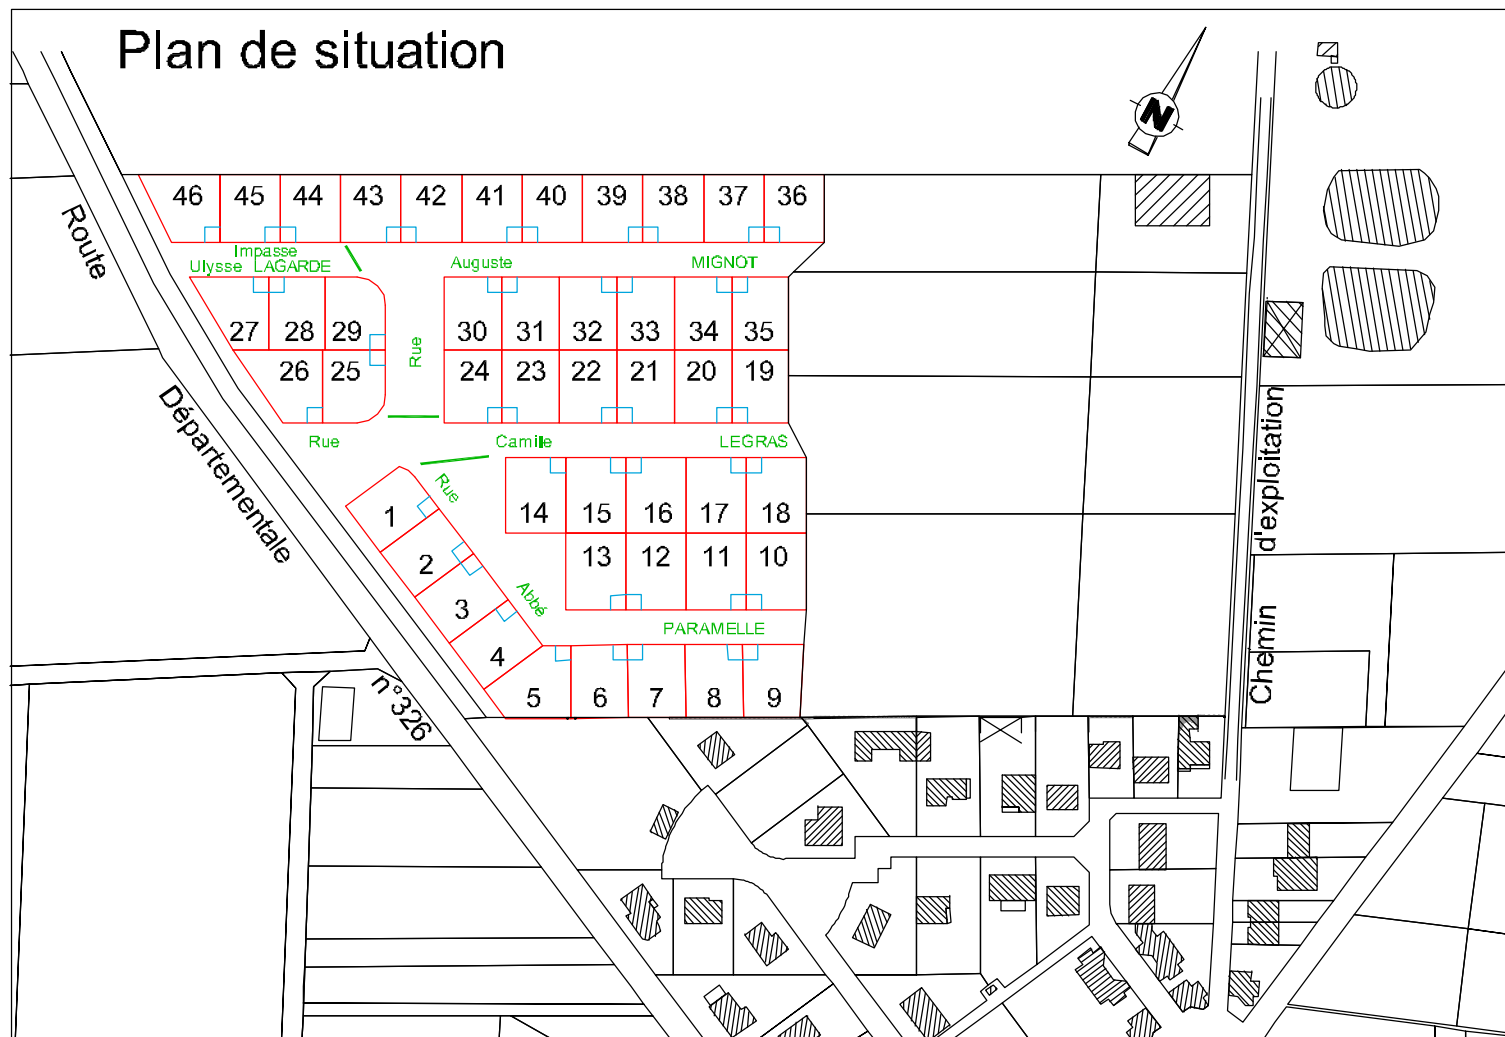 Plan de situation
N
46 45 44 43 42 41 40 39 38 37 36
Route
Impasse
Ulysse LAGARDE
Auguste
MIGNOT
27 28 29
Rue
30 31 32 33 34 35
26 25
24 23 22 21 20 19
Départementale
n°326
Rue
Camille
LEGRAS
Rue
Abbé
PARAMELLE
1
2
3
4
14 15 16 17 18
13 12 11 10
5 6 7 8 9
Chemin
d'exploitation